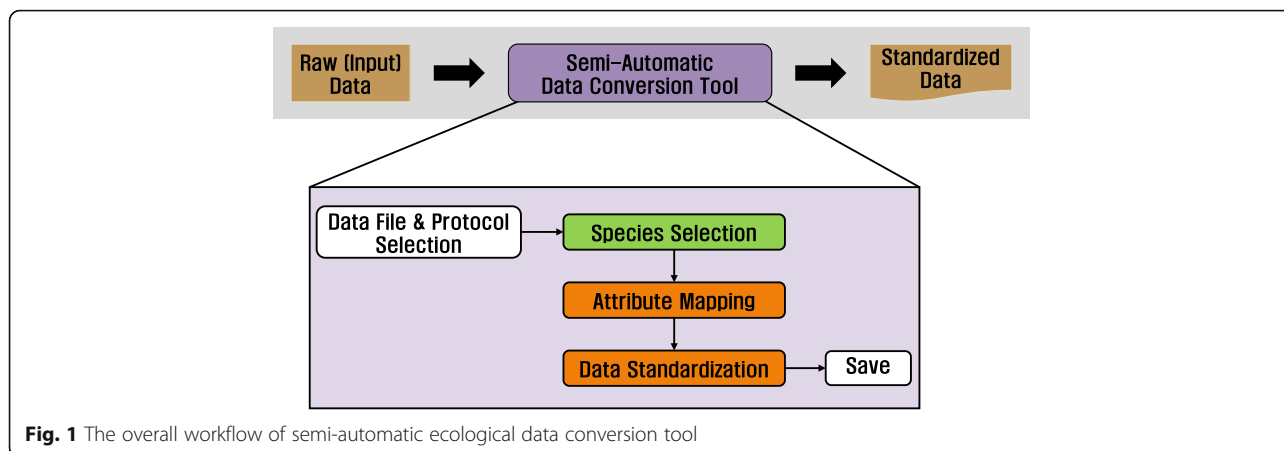 Raw (Input)
Data
Semi-Automatic
Data Conversion Tool
Standardized
Data
Data File & Protocol
Selection
Species Selection
Attribute Mapping
Data Standardization
Save
Fig. 1 The overall workflow of semi-automatic ecological data conversion tool